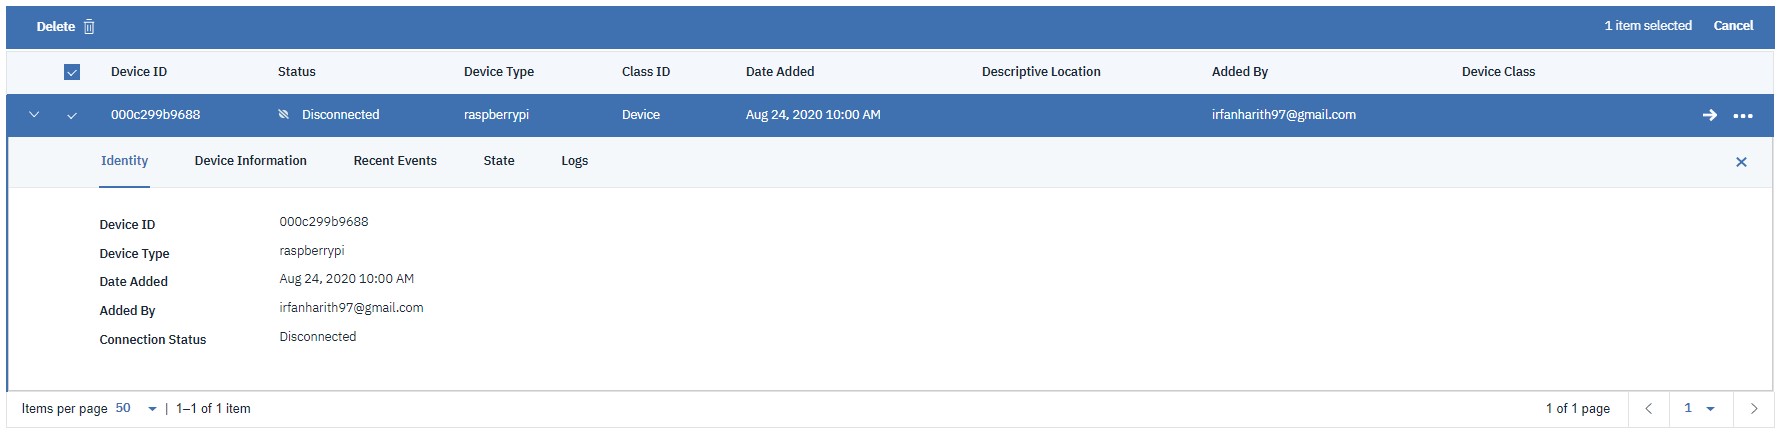 Delete 1 item selected Cancel
Device ID Status Device Type Class ID Date Added Descriptive Location Added By Device Class
000c299b9688 Disconnected raspberrypi Device Aug 24, 2020 10:00 AM irfanharith97@gmail.com
Identity Device Information Recent Events State Logs
Device ID 000c299b9688
Device Type raspberrypi
Date Added Aug 24, 2020 10:00 AM
Added By irfanharith97@gmail.com
Connection Status Disconnected
Items per page 50 | 1–1 of 1 item 1 of 1 page 1